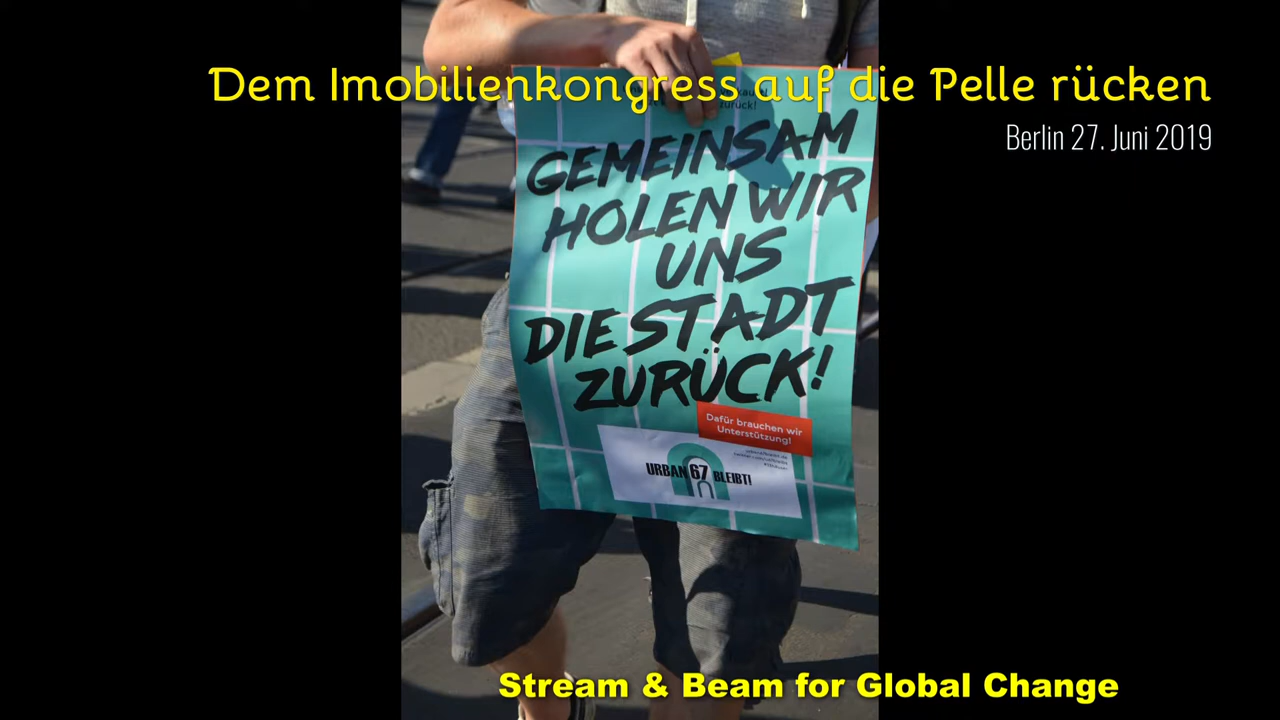 Dem Imobilienkongress auf die Pelle rücken
Berlin 27. Juni 2019
zurück!
GEMEINSAM
HOLEN WIR
UNS
DIE STADT
ZURÜCK!
Dafür brauchen wir
Unterstützung!
URBAN 67 BLEIBT!
Stream & Beam for Global Change